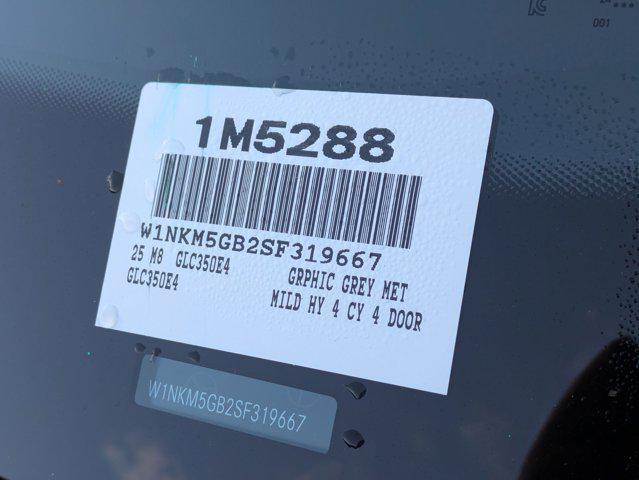 001
1M5288
W1NKM5GB2SF319667
25 M8 GLC350E4 GRPHIC GREY MET
GLC350E4 MILD HY 4 CY 4 DOOR
W1NKM5GB2SF319667